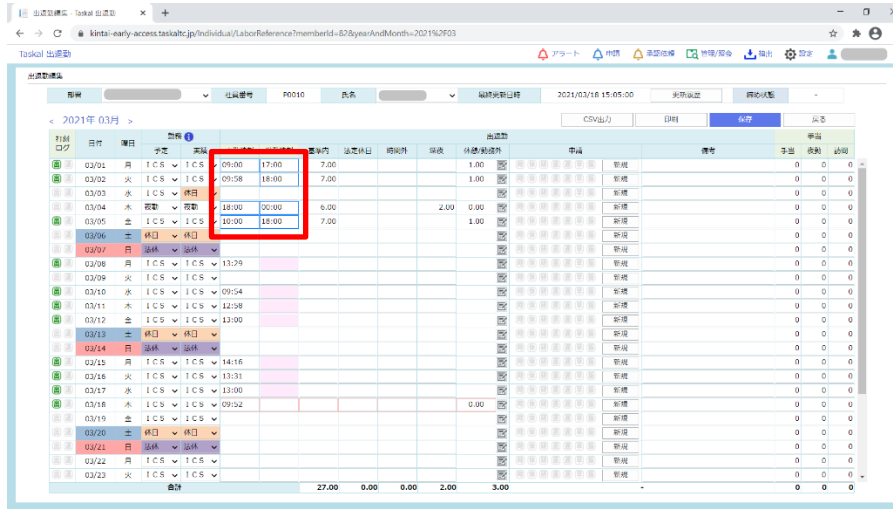 出退勤編集 - Taskal 出退勤
kintai-early-access.taskaltc.jp/Individual/LaborReference?memberId=82&yearAndMonth=2021%2F03
Taskal 出退勤 アラート 申請 承認依頼 管理/照会 輸出 設定
出退勤編集
部署 社員番号 P0010 氏名 最終更新日時 2021/03/18 15:05:00 更新履歴 締め状態 -
< 2021年 03月 > CSV出力 印刷 保存 戻る
打刻ログ 日付 曜日 勤務 出退勤 手当
予定 実績 基準内 法定休日 時間外 深夜 休憩/勤務外 申請 備考 手当 夜勤 訪問
03/01 月 ICS ICS 09:00 17:00 7.00 1.00 新規 0 0 0
03/02 火 ICS ICS 09:58 18:00 7.00 1.00 新規 0 0 0
03/03 水 ICS 休日 新規 0 0 0
03/04 木 夜勤 夜勤 18:00 00:00 6.00 2.00 0.00 新規 0 0 0
03/05 金 ICS ICS 10:00 18:00 7.00 1.00 新規 0 0 0
03/06 土 休日 休日 新規 0 0 0
03/07 日 法休 法休 新規 0 0 0
03/08 月 ICS ICS 13:29 新規 0 0 0
03/09 火 ICS ICS 新規 0 0 0
03/10 水 ICS ICS 09:54 新規 0 0 0
03/11 木 ICS ICS 12:58 新規 0 0 0
03/12 金 ICS ICS 13:00 新規 0 0 0
03/13 土 休日 休日 新規 0 0 0
03/14 日 法休 法休 新規 0 0 0
03/15 月 ICS ICS 14:16 新規 0 0 0
03/16 火 ICS ICS 13:31 新規 0 0 0
03/17 水 ICS ICS 13:00 新規 0 0 0
03/18 木 ICS ICS 09:52 0.00 新規 0 0 0
03/19 金 ICS ICS 新規 0 0 0
03/20 土 休日 休日 新規 0 0 0
03/21 日 法休 法休 新規 0 0 0
03/22 月 ICS ICS 新規 0 0 0
03/23 火 ICS ICS 新規 0 0 0
合計 27.00 0.00 0.00 2.00 3.00 - 0 0 0